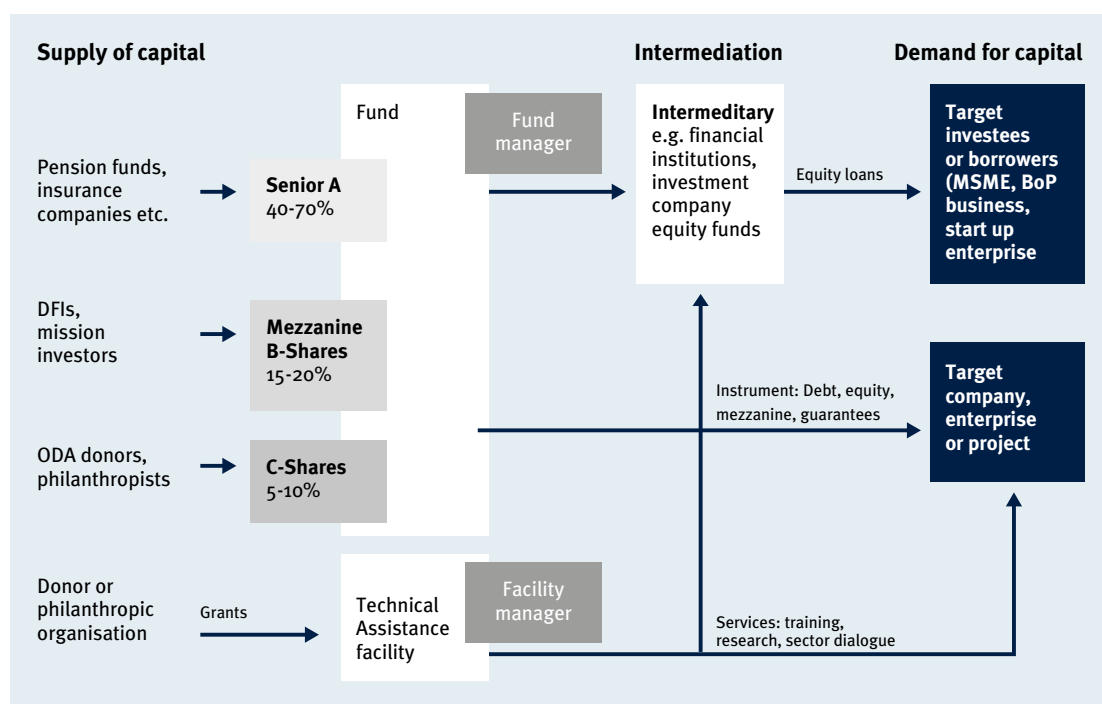 Supply of capital
Intermediation
Demand for capital
Fund
Fund
manager
Pension funds,
insurance
companies etc.
Senior A
40-70%
Intermeditary
e.g. financial
institutions,
investment
company
equity funds
Equity loans
Target
investees
or borrowers
(MSME, BoP
business,
start up
enterprise
DFIs,
mission
investors
Mezzanine
B-Shares
15-20%
Instrument: Debt, equity,
mezzanine, guarantees
Target
company,
enterprise
or project
ODA donors,
philanthropists
C-Shares
5-10%
Donor or
philanthropic
organisation
Grants
Technical
Assistance
facility
Facility
manager
Services: training,
research, sector dialogue